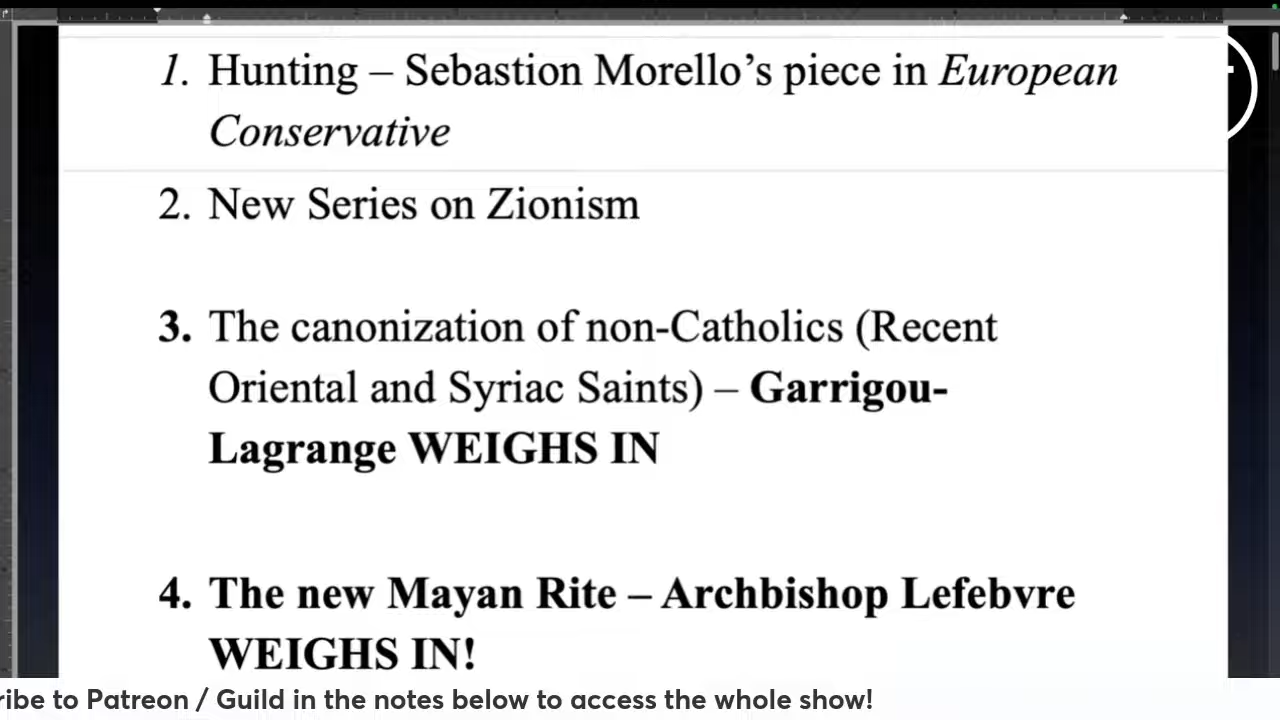 1. Hunting – Sebastion Morello’s piece in European
Conservative
2. New Series on Zionism
3. The canonization of non-Catholics (Recent
Oriental and Syriac Saints) – Garrigou-
Lagrange WEIGHS IN
4. The new Mayan Rite – Archbishop Lefebvre
WEIGHS IN!
ribe to Patreon / Guild in the notes below to access the whole show!